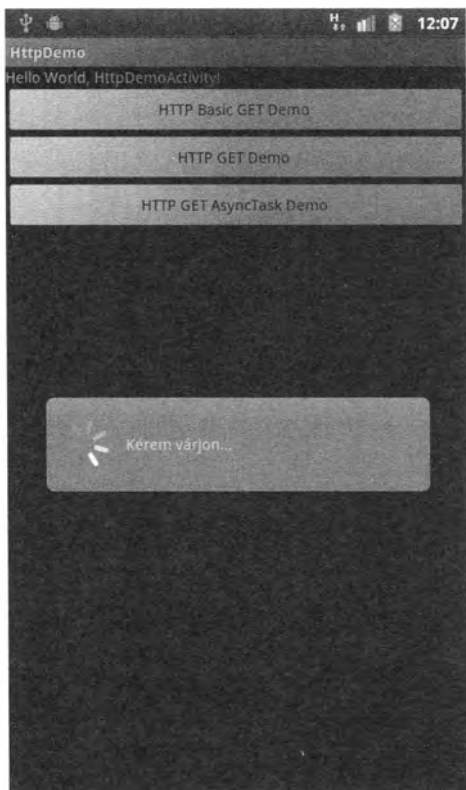 H 12:07
HttpDemo
Hello World, HttpDemoActivity!
HTTP Basic GET Demo
HTTP GET Demo
HTTP GET AsyncTask Demo
Kérem várjon...